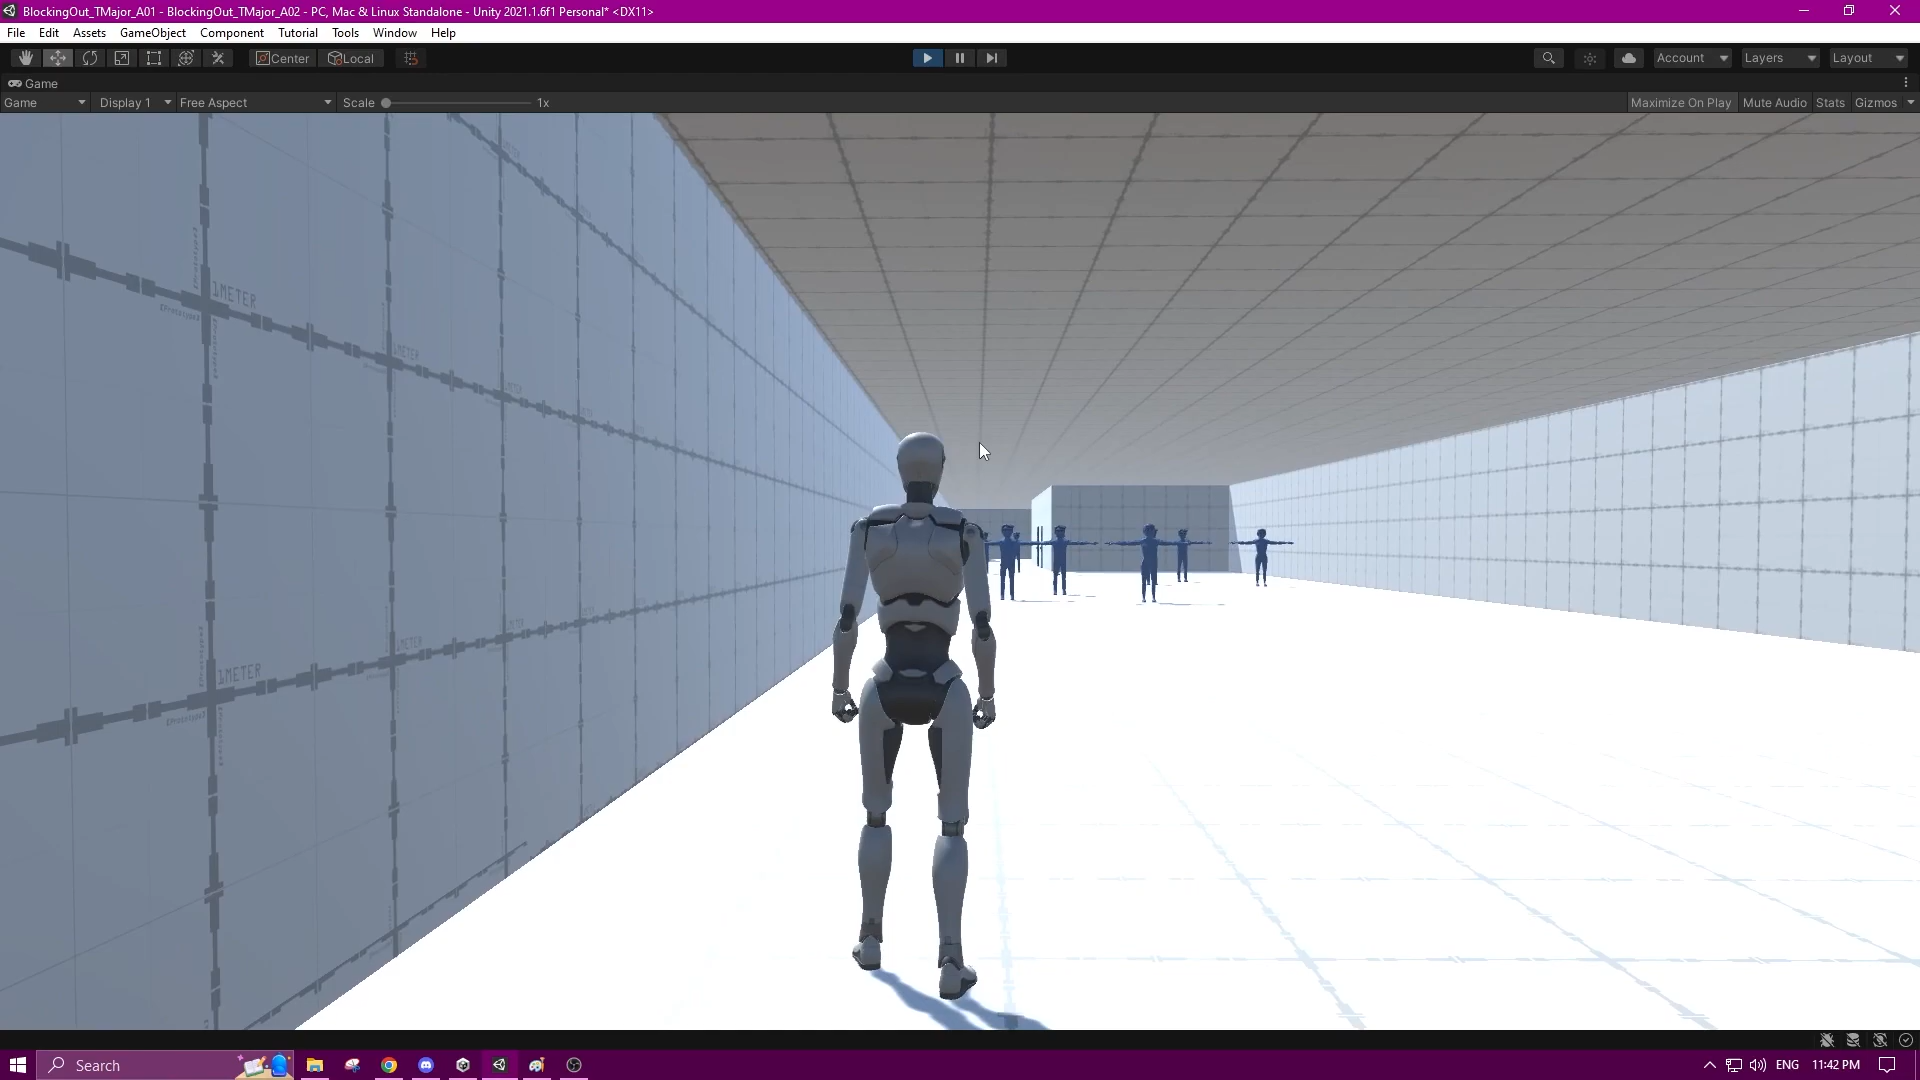 BlockingOut_TMajor_A01 - BlockingOut_TMajor_A02 - PC, Mac & Linux Standalone - Unity 2021.1.6f1 Personal* <DX11>
File Edit Assets GameObject Component Tutorial Tools Window Help
Center Local Account Layers Layout
Game
Game Display 1 Free Aspect Scale 1x Maximize On Play Mute Audio Stats Gizmos
1METER
1METER
1METER
1METER
Search ENG 11:42 PM